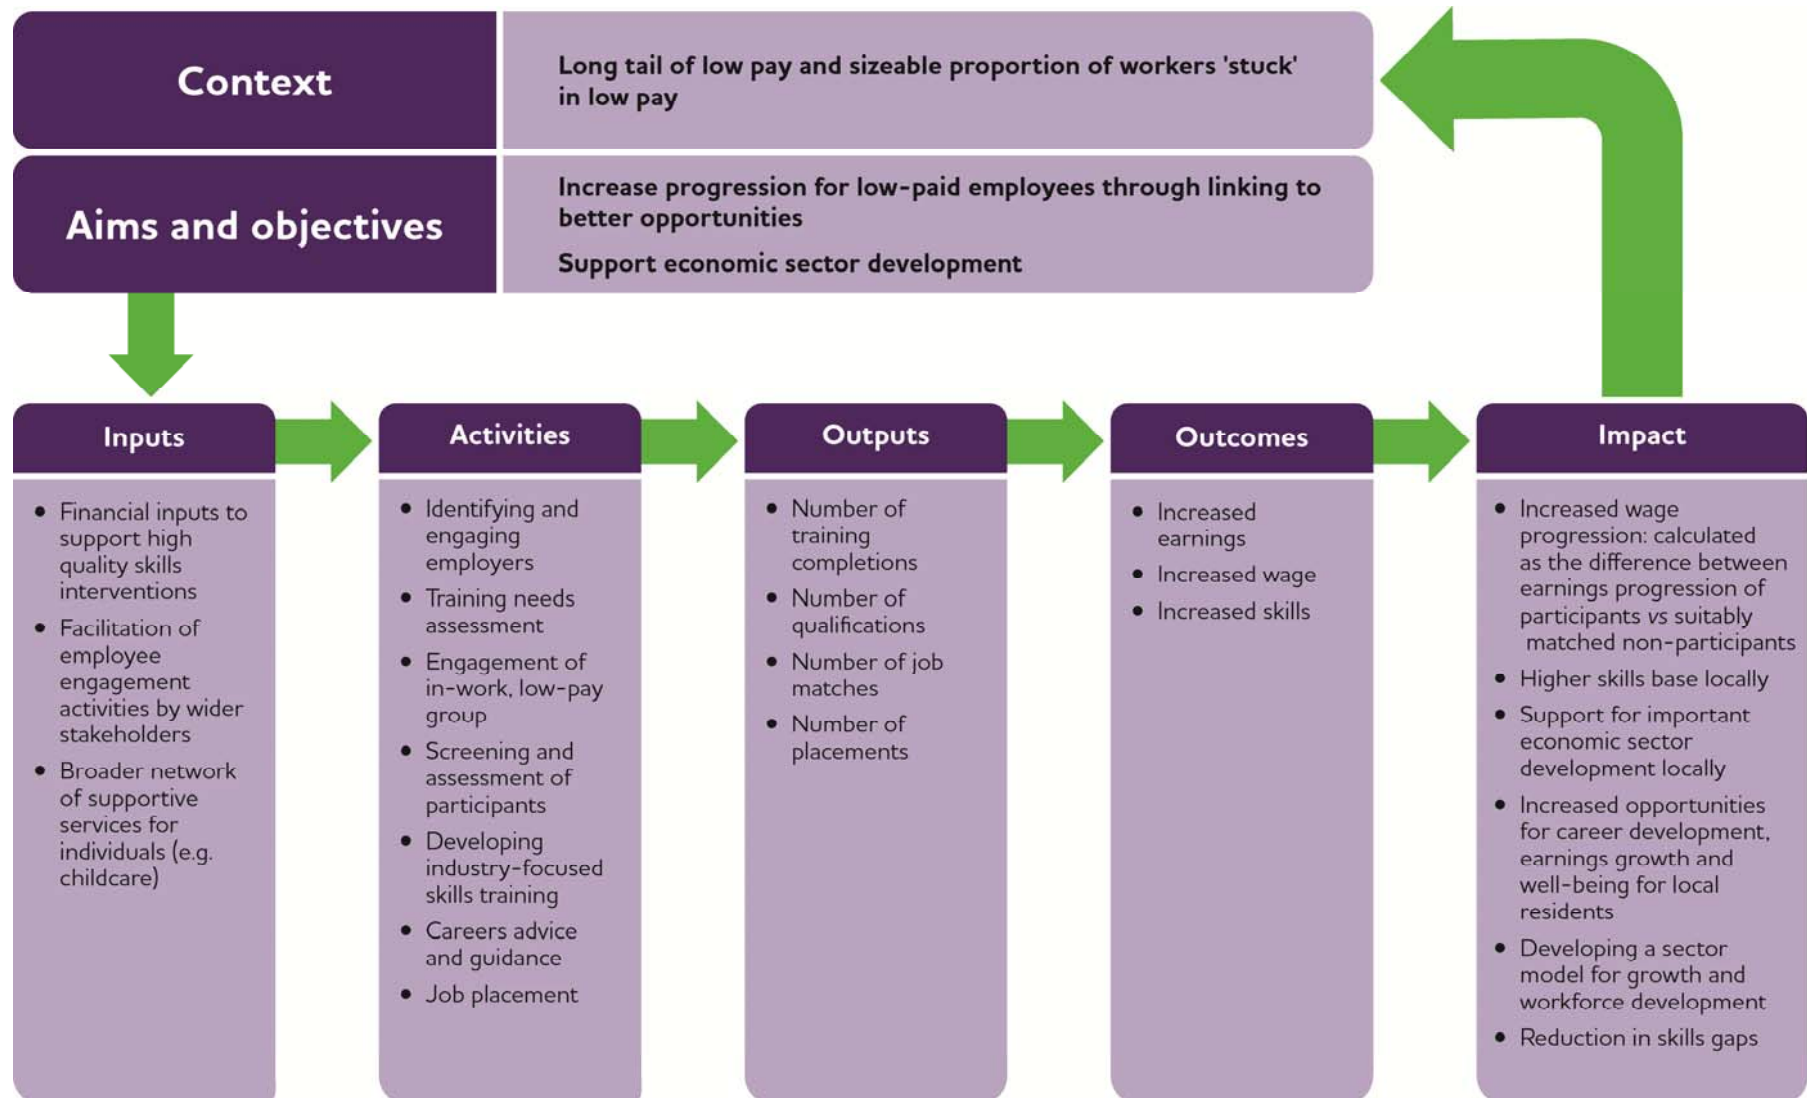 Context
Long tail of low pay and sizeable proportion of workers 'stuck'
in low pay
Aims and objectives
Increase progression for low-paid employees through linking to
better opportunities
Support economic sector development
Inputs
• Financial inputs to
support high
quality skills
interventions
• Facilitation of
employee
engagement
activities by wider
stakeholders
• Broader network
of supportive
services for
individuals (e.g.
childcare)
Activities
• Identifying and
engaging
employers
• Training needs
assessment
• Engagement of
in-work, low-pay
group
• Screening and
assessment of
participants
• Developing
industry-focused
skills training
• Careers advice
and guidance
• Job placement
Outputs
• Number of
training
completions
• Number of
qualifications
• Number of job
matches
• Number of
placements
Outcomes
• Increased
earnings
• Increased wage
• Increased skills
Impact
• Increased wage
progression: calculated
as the difference between
earnings progression of
participants vs suitably
matched non-participants
• Higher skills base locally
• Support for important
economic sector
development locally
• Increased opportunities
for career development,
earnings growth and
well-being for local
residents
• Developing a sector
model for growth and
workforce development
• Reduction in skills gaps